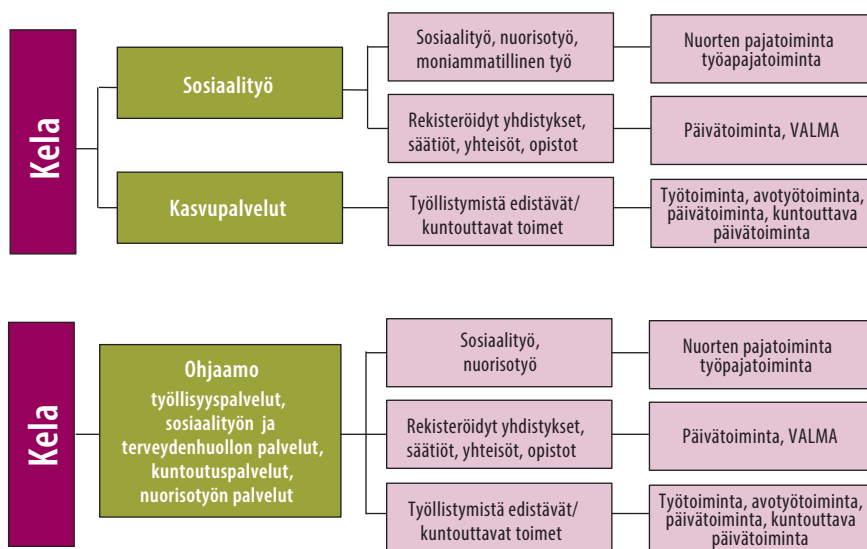 Kela
Sosiaalityö
Sosiaalityö, nuorisotyö,
moniammatillinen työ
Nuorten pajatoiminta
työapajatoiminta
Rekisteröidyt yhdistykset,
säätiöt, yhteisöt, opistot
Päivätoiminta, VALMA
Kasvupalvelut
Työllistymistä edistävät/
kuntouttavat toimet
Työtoiminta, avotyötoiminta,
päivätoiminta, kuntouttava
päivätoiminta
Kela
Ohjaamo
työllisyyspalvelut,
sosiaalityön ja
terveydenhuollon palvelut,
kuntoutuspalvelut,
nuorisotyön palvelut
Sosiaalityö,
nuorisotyö
Nuorten pajatoiminta
työpajatoiminta
Rekisteröidyt yhdistykset,
säätiöt, yhteisöt, opistot
Päivätoiminta, VALMA
Työllistymistä edistävät/
kuntouttavat toimet
Työtoiminta, avotyötoiminta,
päivätoiminta, kuntouttava
päivätoiminta